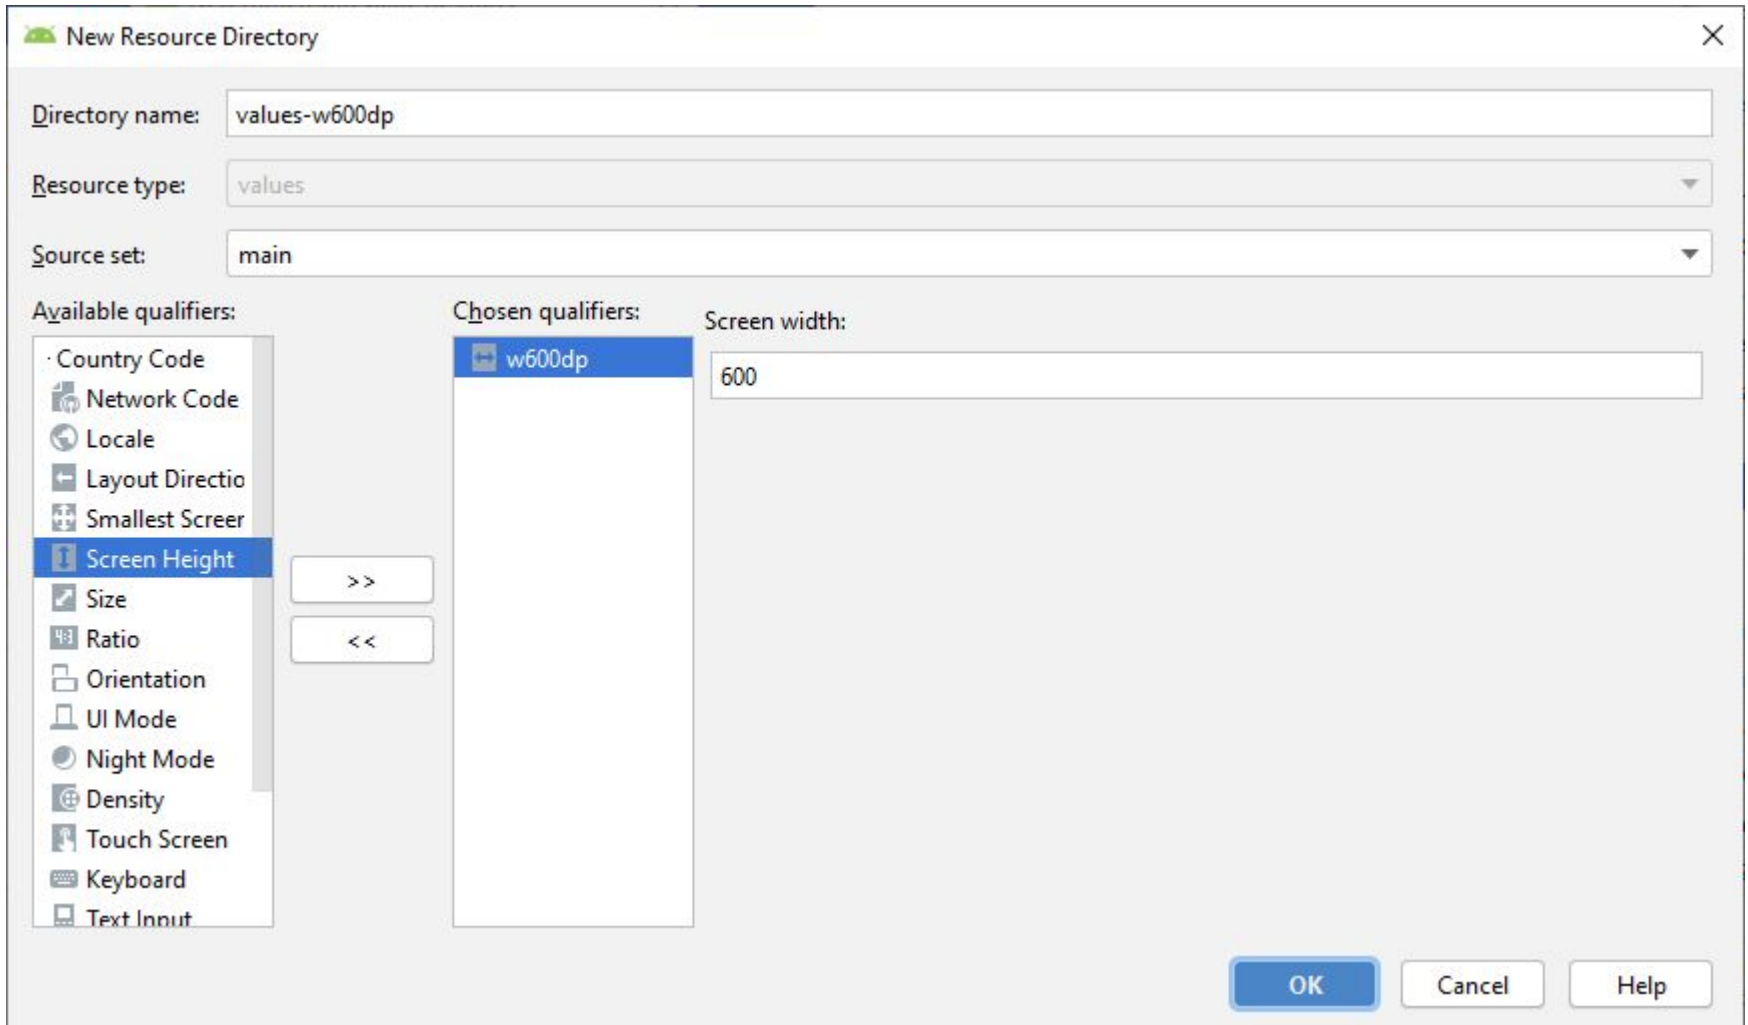 New Resource Directory
Directory name: values-w600dp
Resource type: values
Source set: main
Available qualifiers:
Country Code
Network Code
Locale
Layout Directio
Smallest Screer
Screen Height
Size
4:3 Ratio
Orientation
UI Mode
Night Mode
Density
Touch Screen
Keyboard
Text Input
>>
<<
Chosen qualifiers:
w600dp
Screen width:
600
OK Cancel Help